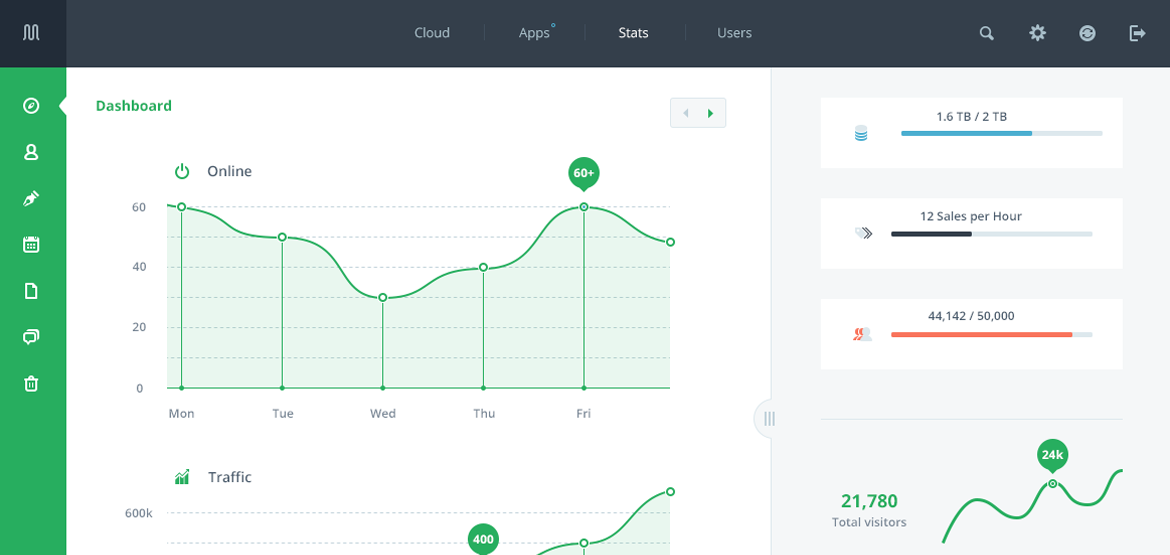 Cloud
Apps
Stats
Users
Dashboard
Online
60+
60
40
20
0
Mon
Tue
Wed
Thu
Fri
Traffic
600k
400
1.6 TB / 2 TB
12 Sales per Hour
44,142 / 50,000
24k
21,780
Total visitors